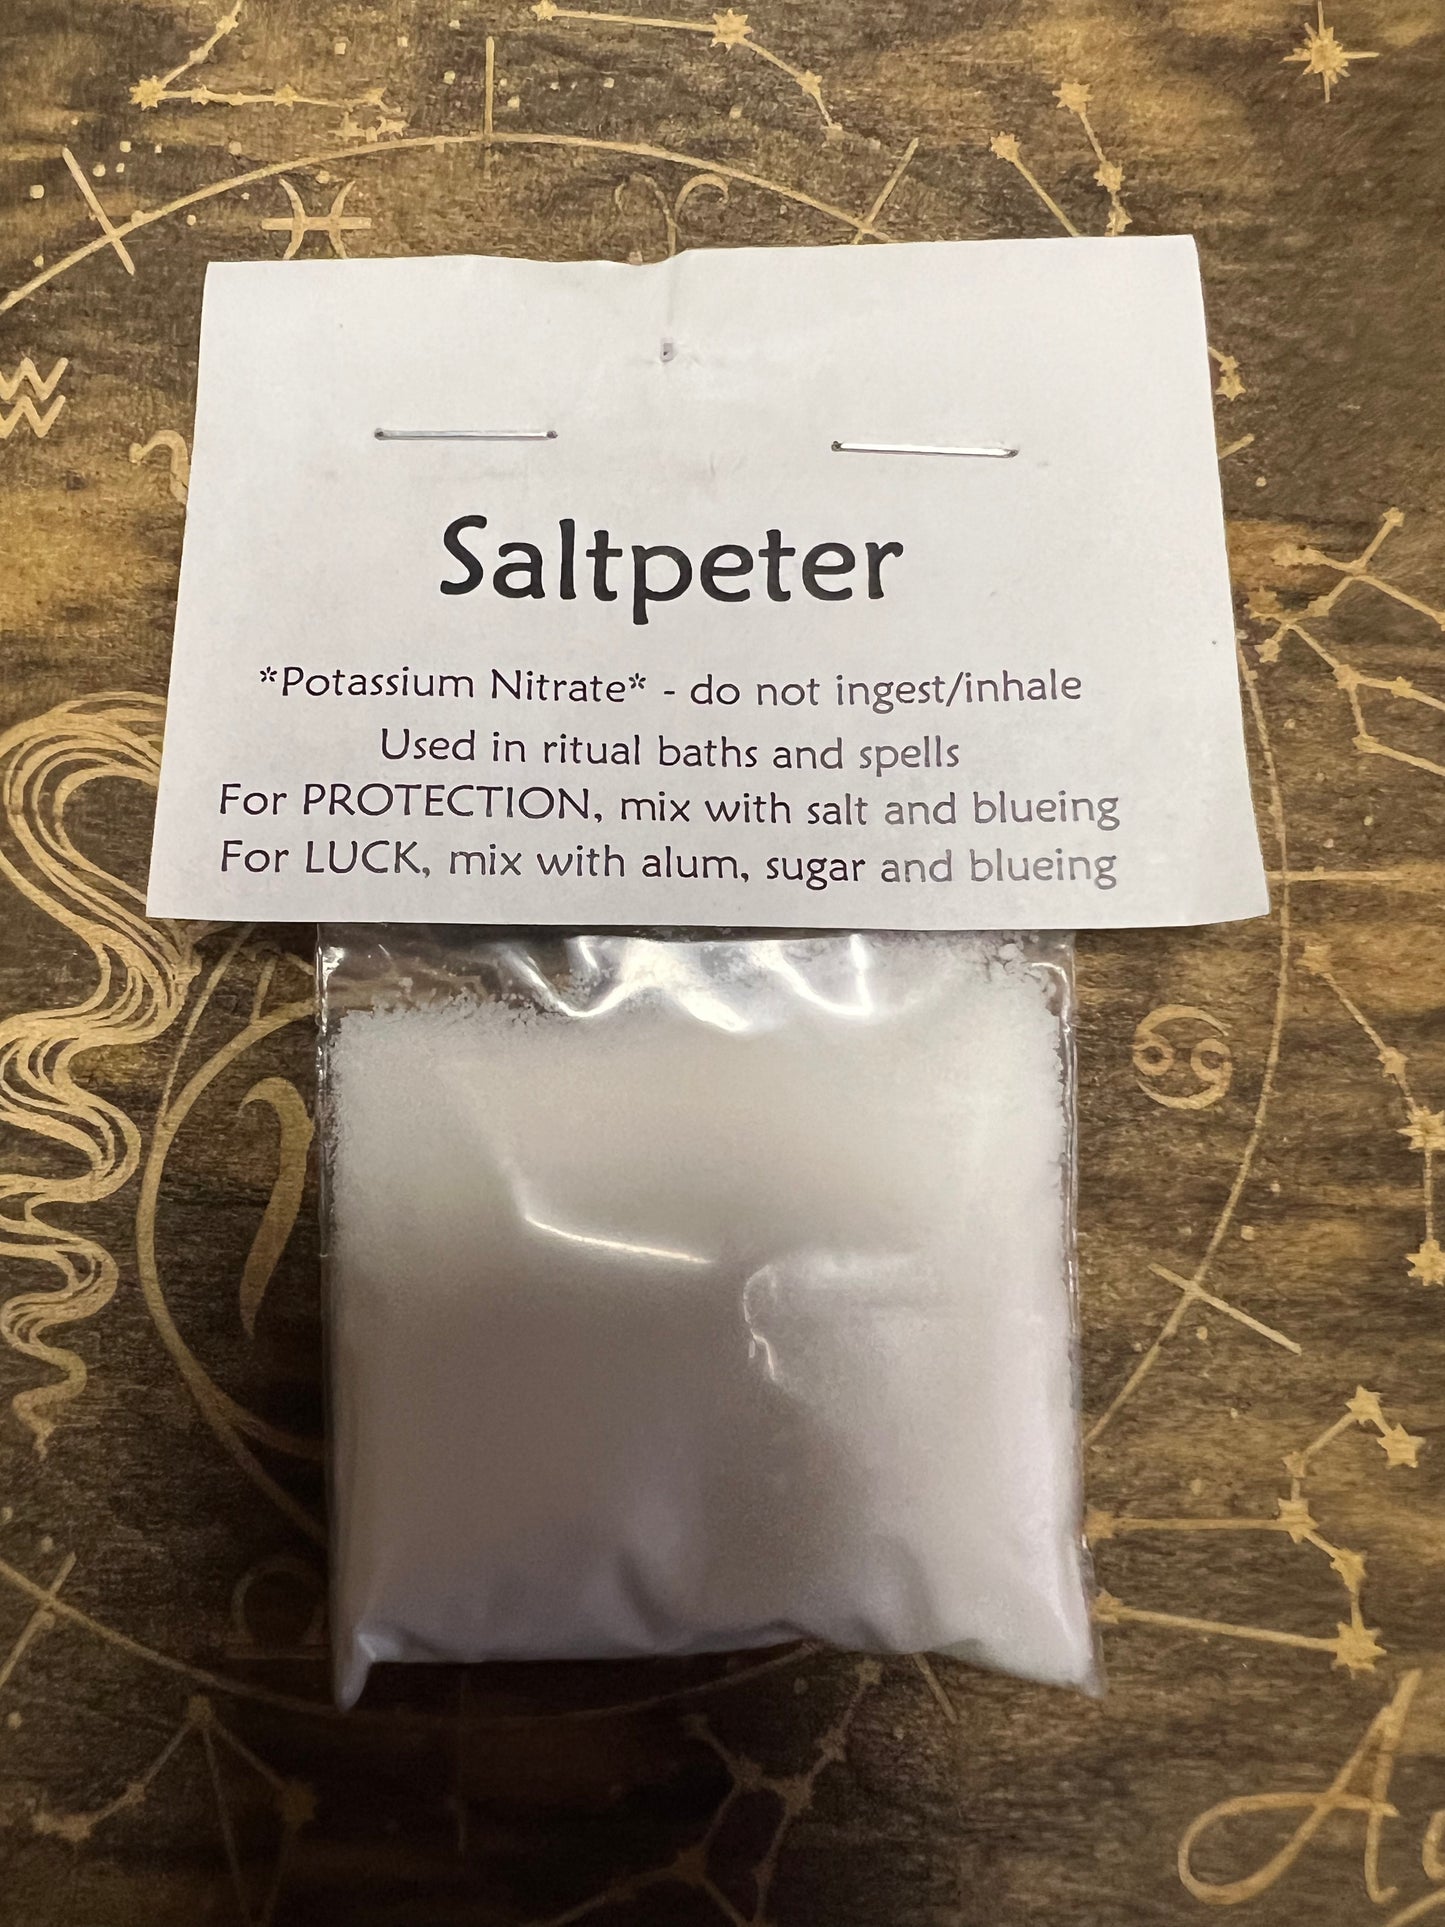 Saltpeter
*Potassium Nitrate* - do not ingest/inhale
Used in ritual baths and spells
For PROTECTION, mix with salt and blueing
For LUCK, mix with alum, sugar and blueing